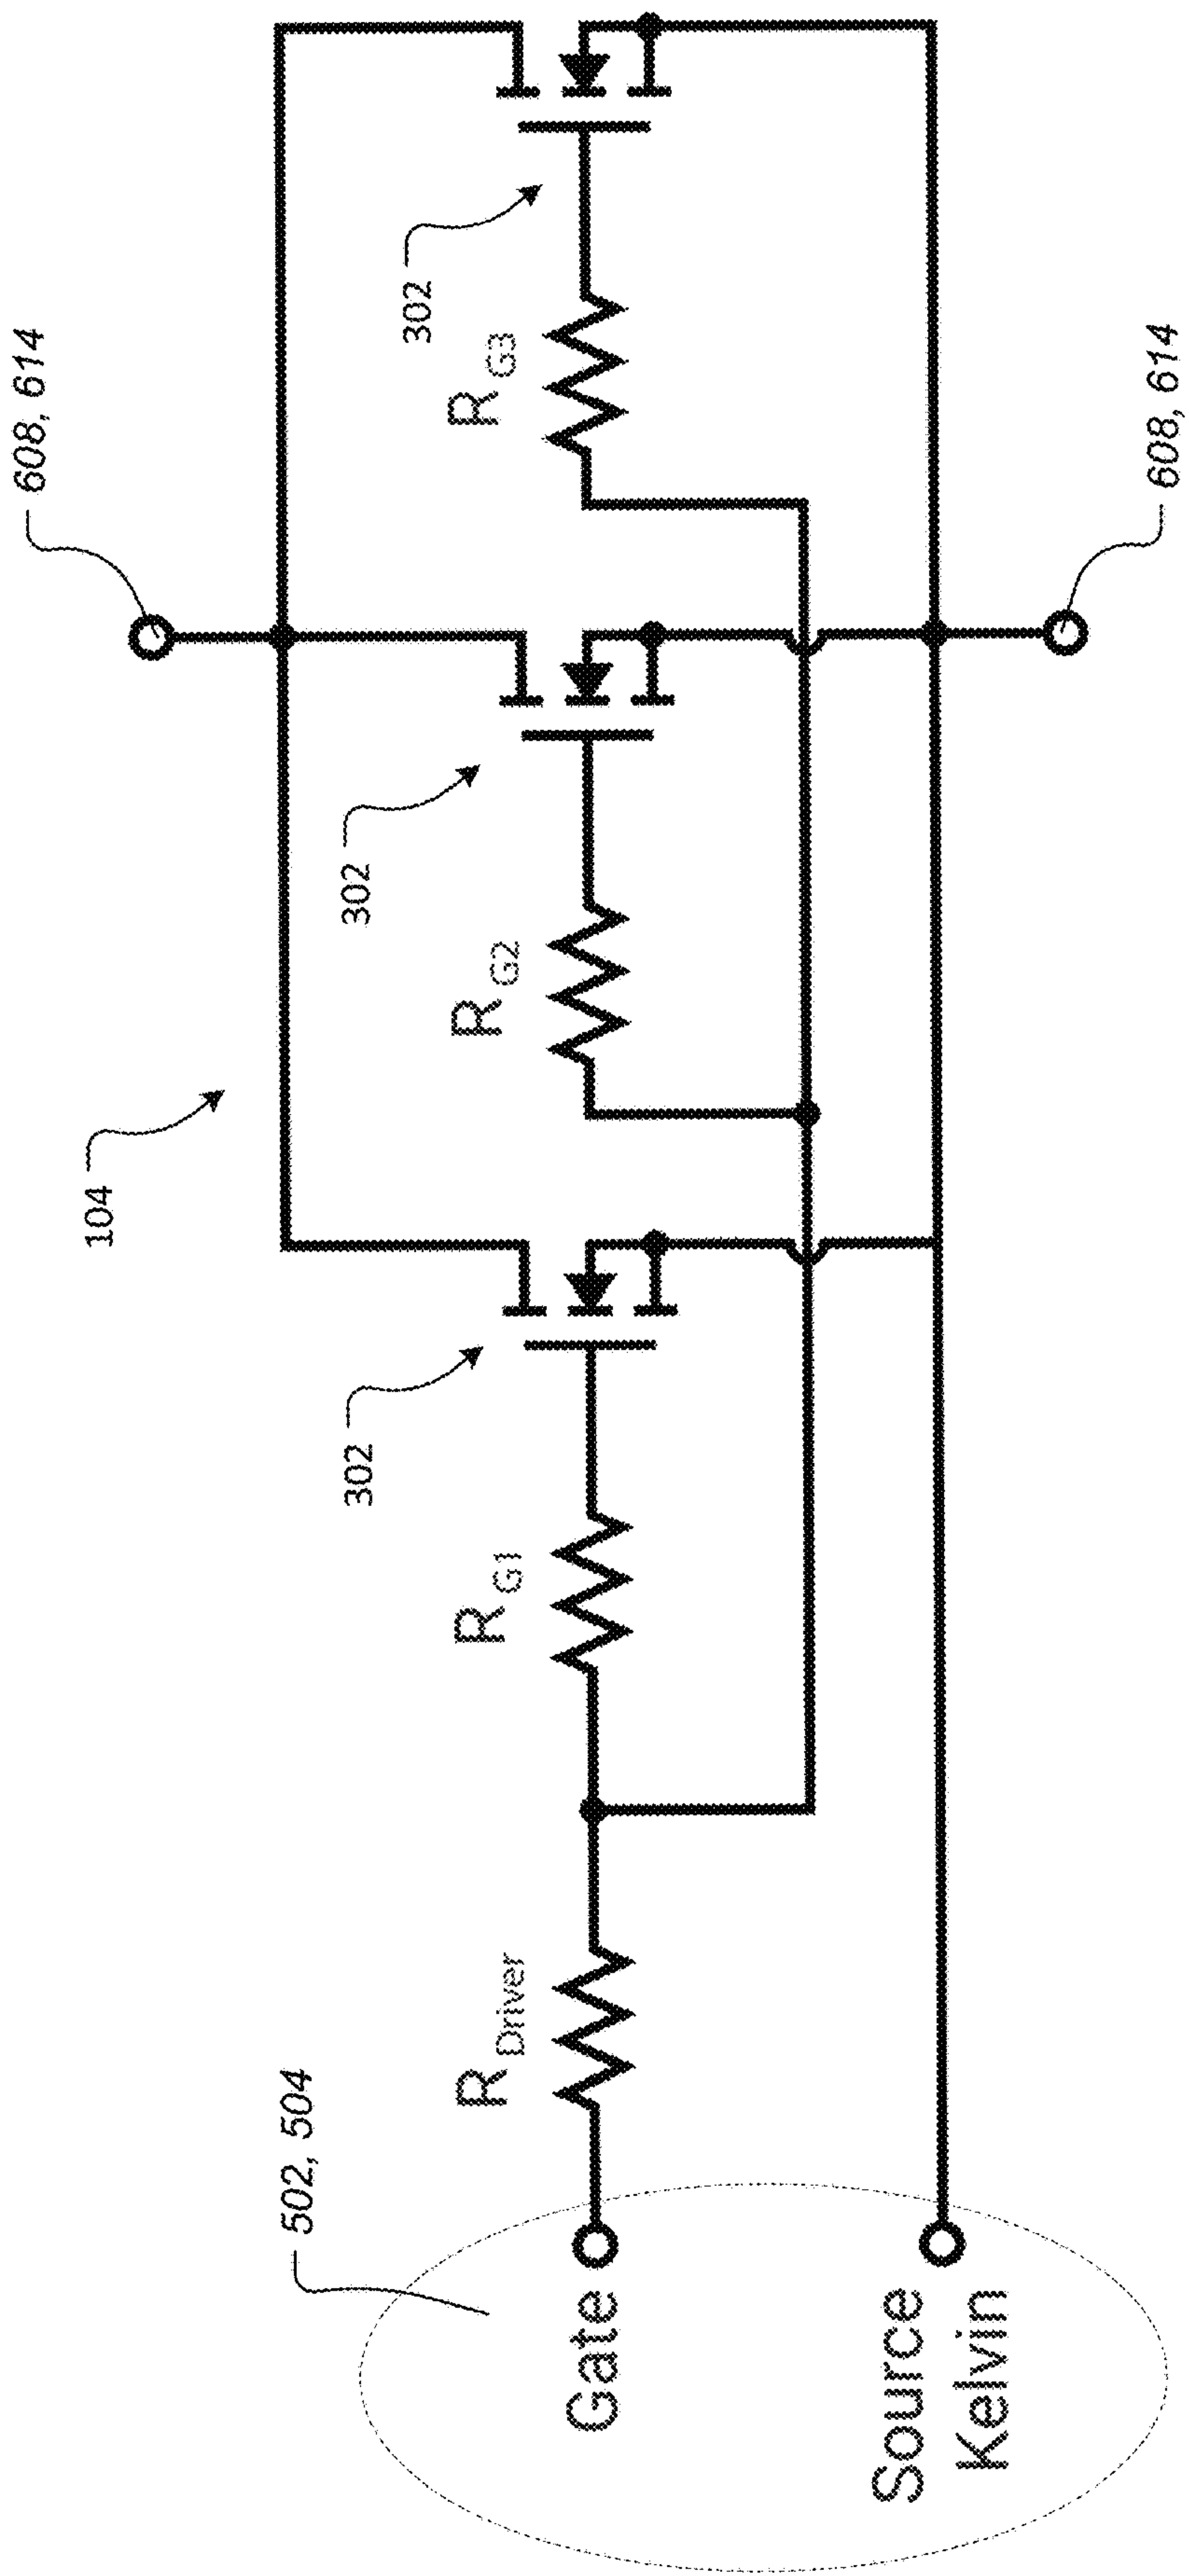 608, 614
104
302
302
302
R G3
R G2
R G1
R Driver
502, 504
Gate
Source
Kelvin
608, 614